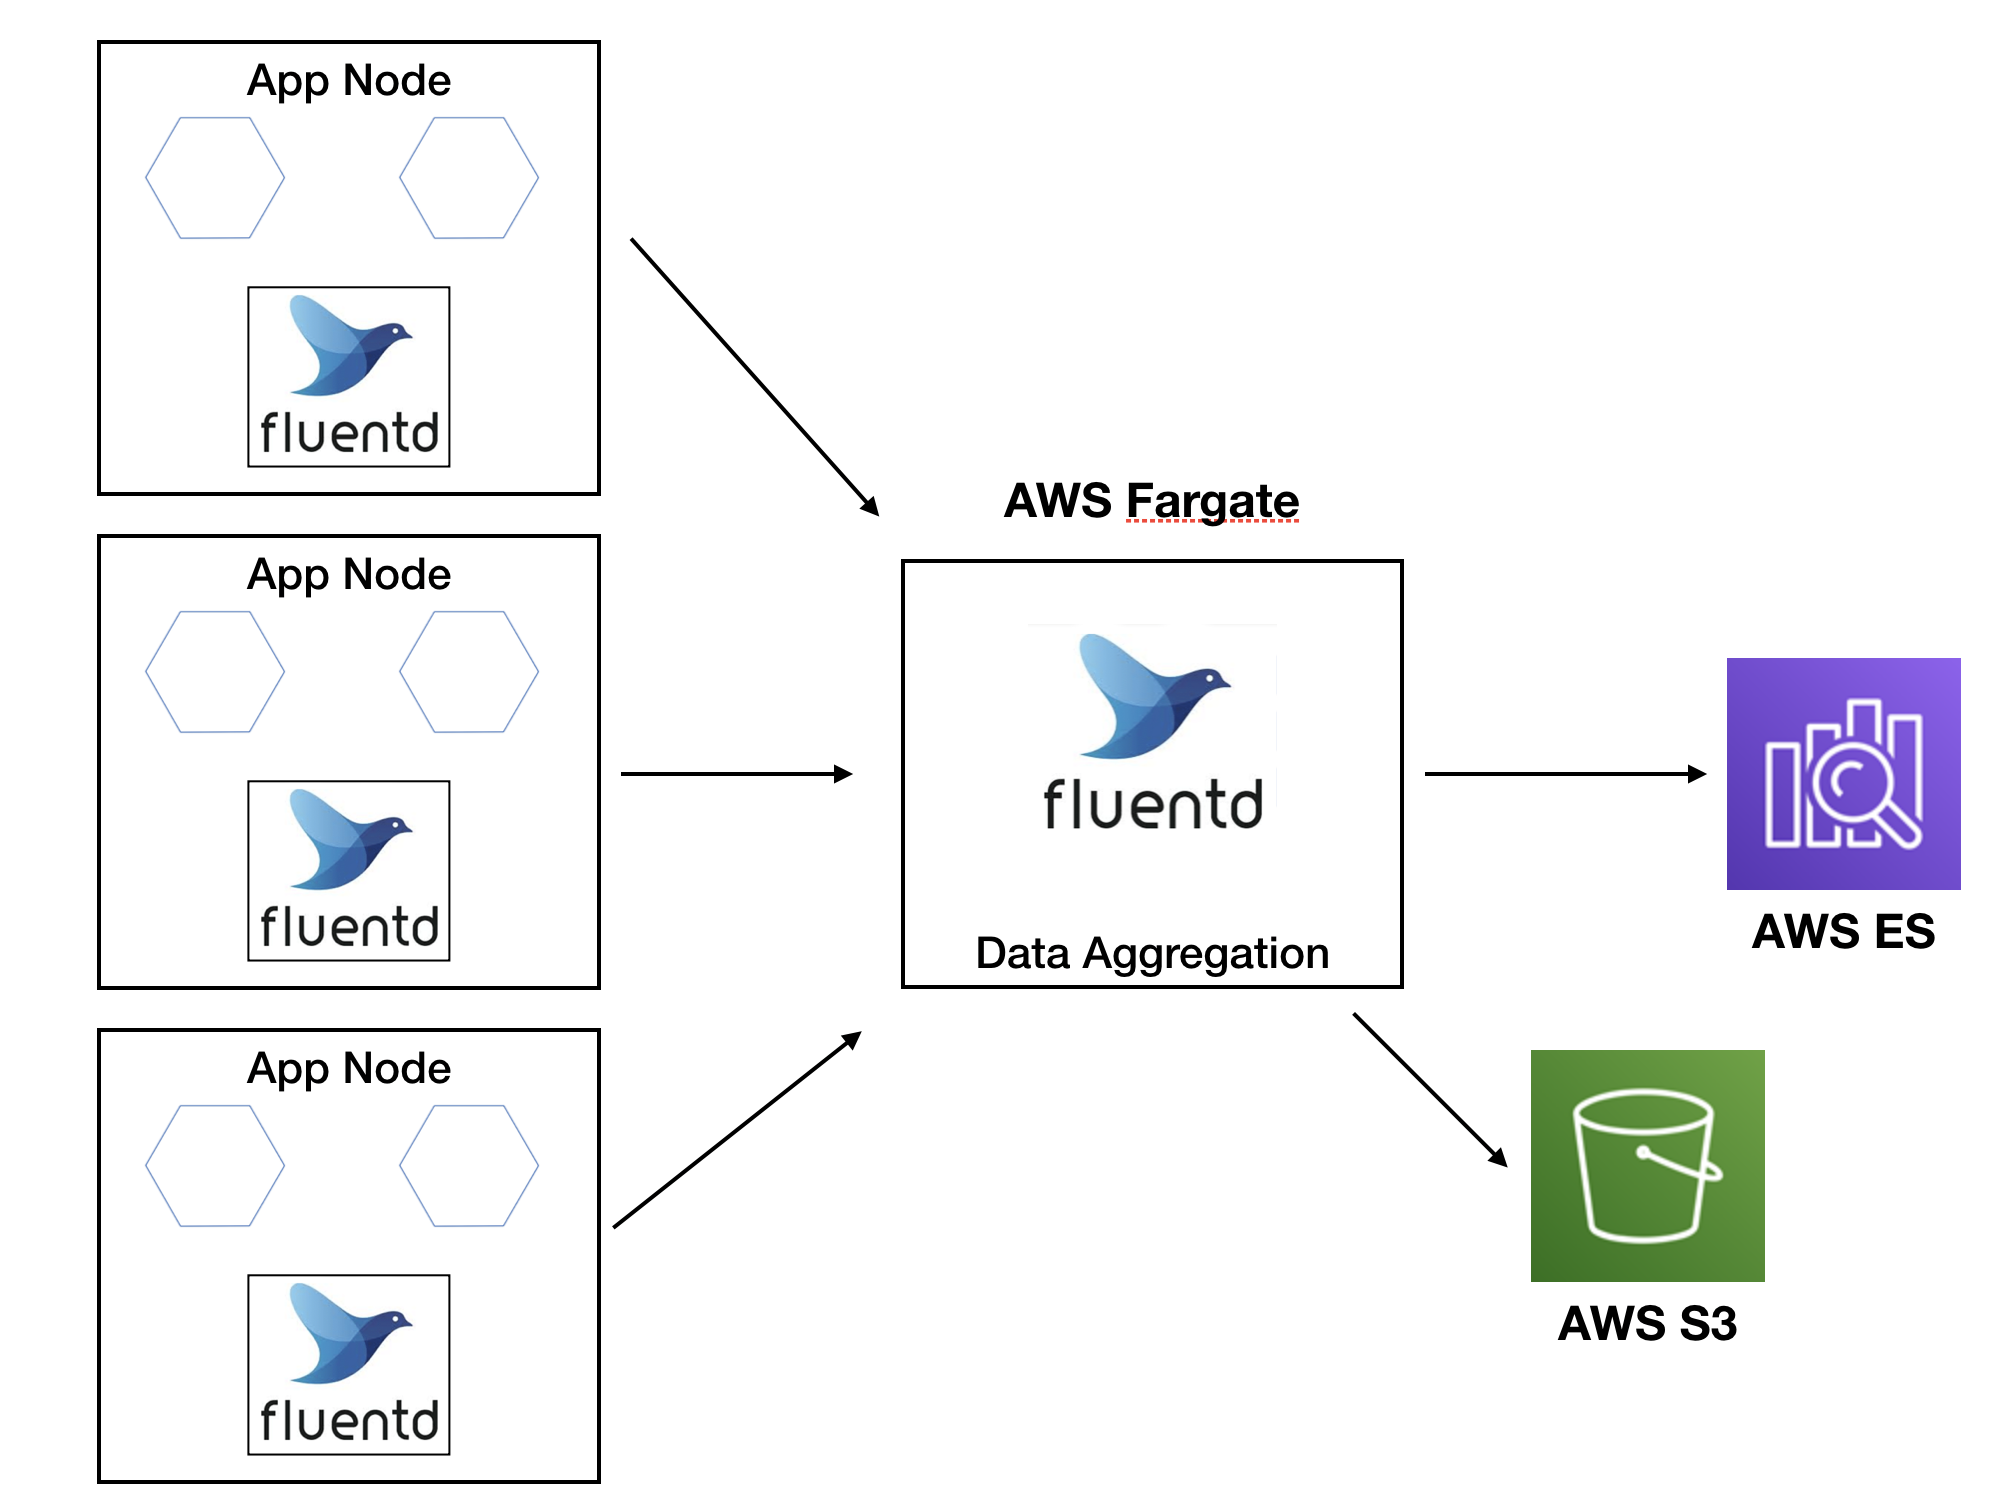 App Node
fluentd
App Node
fluentd
App Node
fluentd
AWS Fargate
fluentd
Data Aggregation
AWS ES
AWS S3